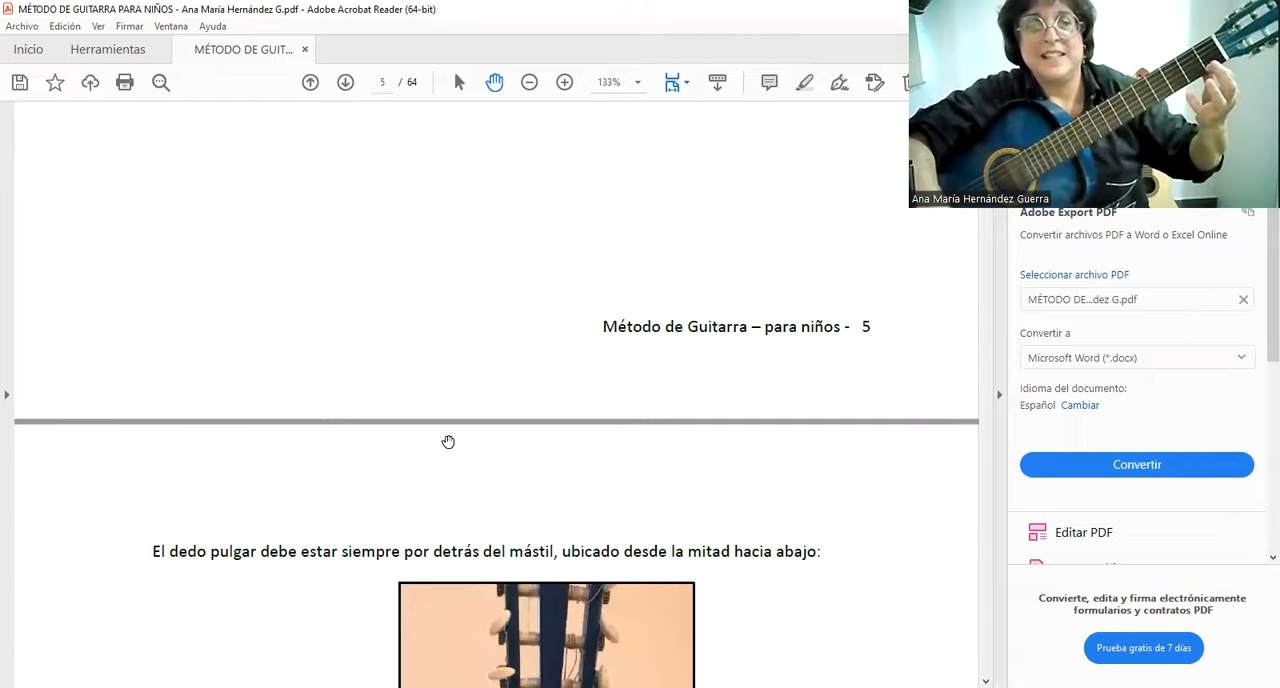 MÉTODO DE GUITARRA PARA NIÑOS - Ana María Hernández G.pdf - Adobe Acrobat Reader (64-bit)
Archivo Edición Ver Firmar Ventana Ayuda
Inicio Herramientas MÉTODO DE GUIT... ×
5 / 64 133%
Ana María Hernández Guerra
Adobe Export PDF
Convertir archivos PDF a Word o Excel Online
Seleccionar archivo PDF
MÉTODO DE...dez G.pdf
Convertir a
Microsoft Word (*.docx)
Idioma del documento:
Español Cambiar
Convertir
Editar PDF
Convierte, edita y firma electrónicamente
formularios y contratos PDF
Prueba gratis de 7 días
Método de Guitarra – para niños - 5
El dedo pulgar debe estar siempre por detrás del mástil, ubicado desde la mitad hacia abajo: